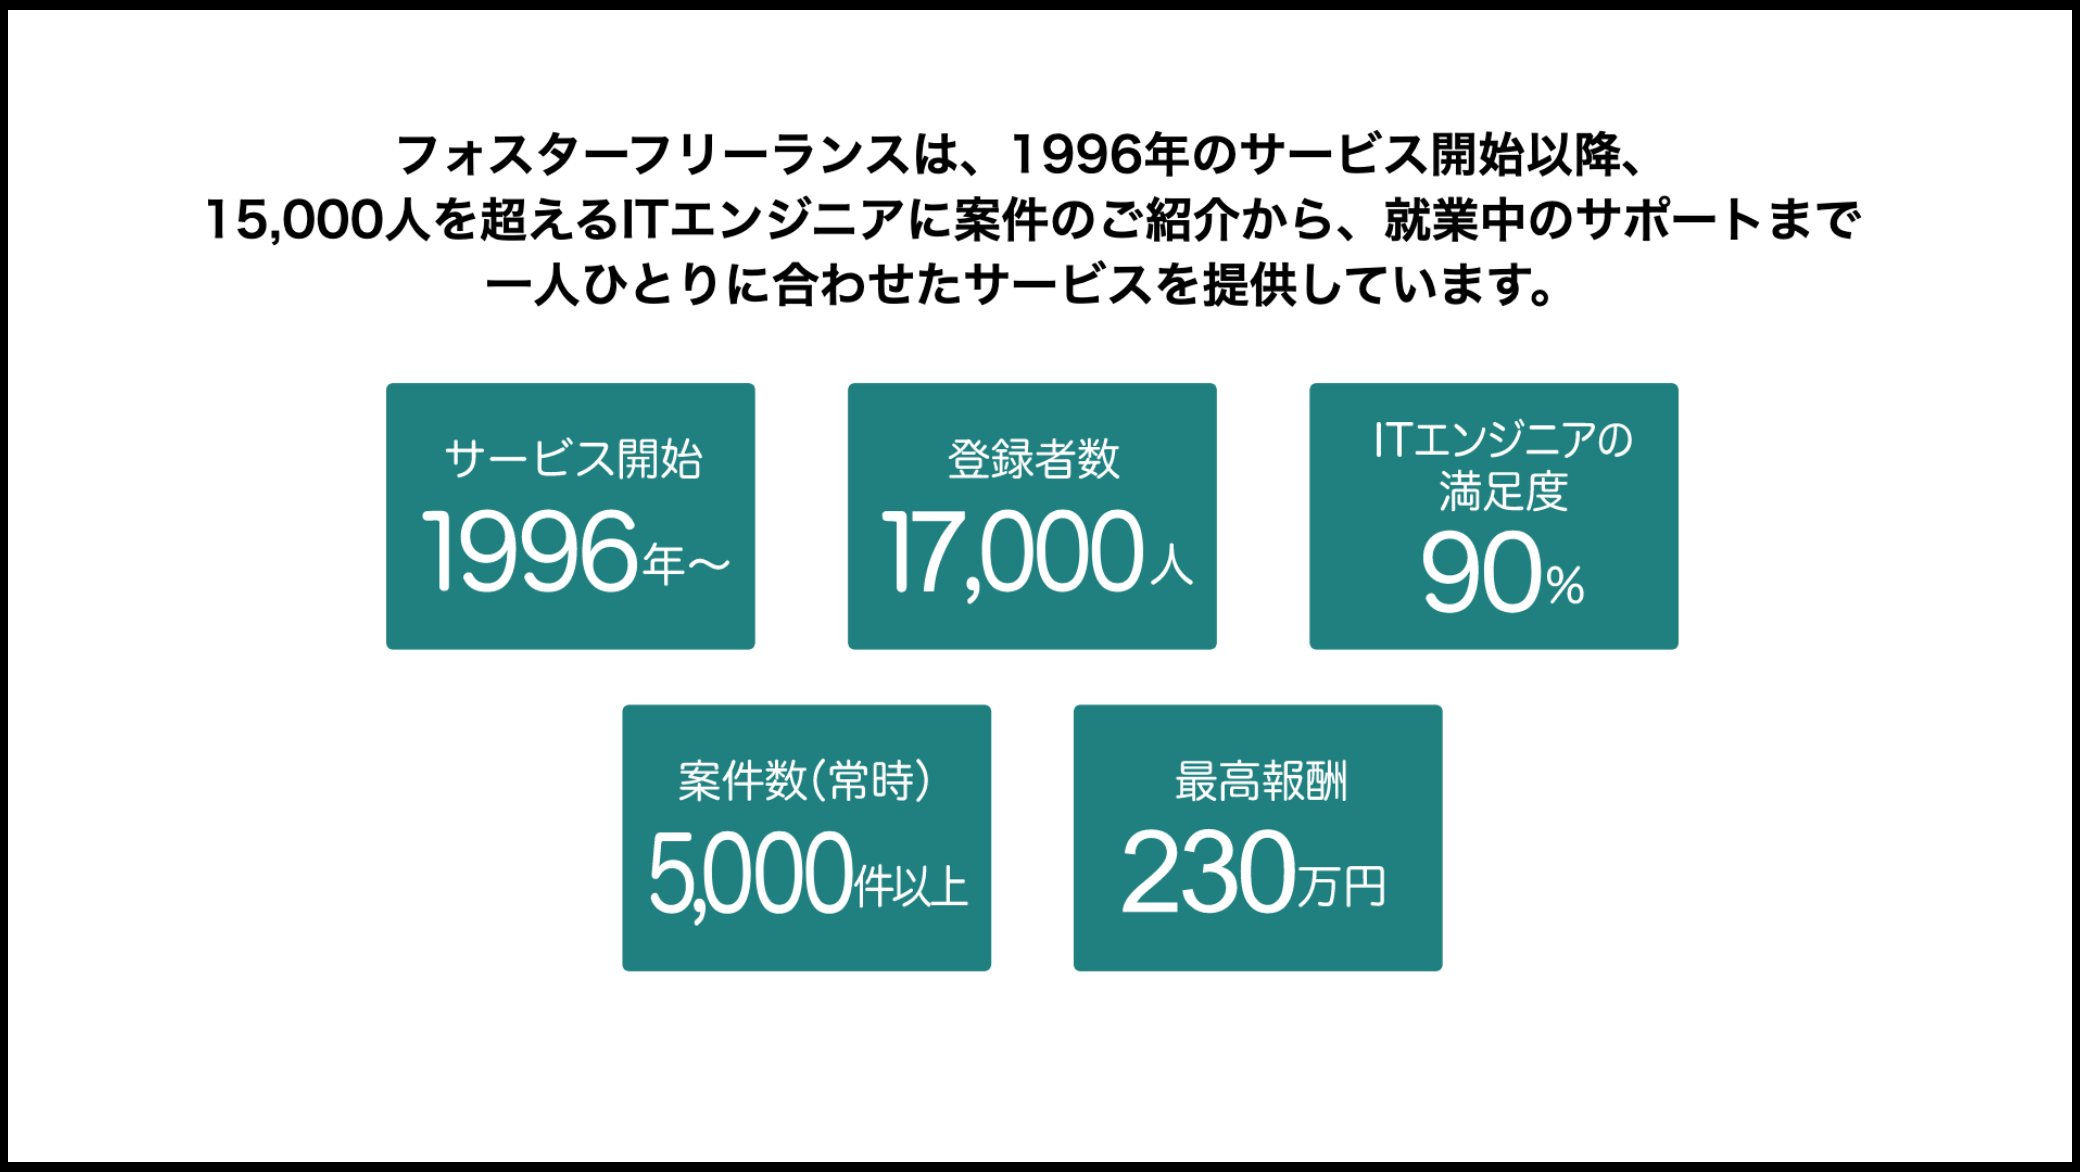 フォスターフリーランスは、1996年のサービス開始以降、
15,000人を超えるITエンジニアに案件のご紹介から、就業中のサポートまで
一人ひとりに合わせたサービスを提供しています。
サービス開始
1996年〜
登録者数
17,000人
ITエンジニアの
満足度
90%
案件数(常時)
5,000件以上
最高報酬
230万円